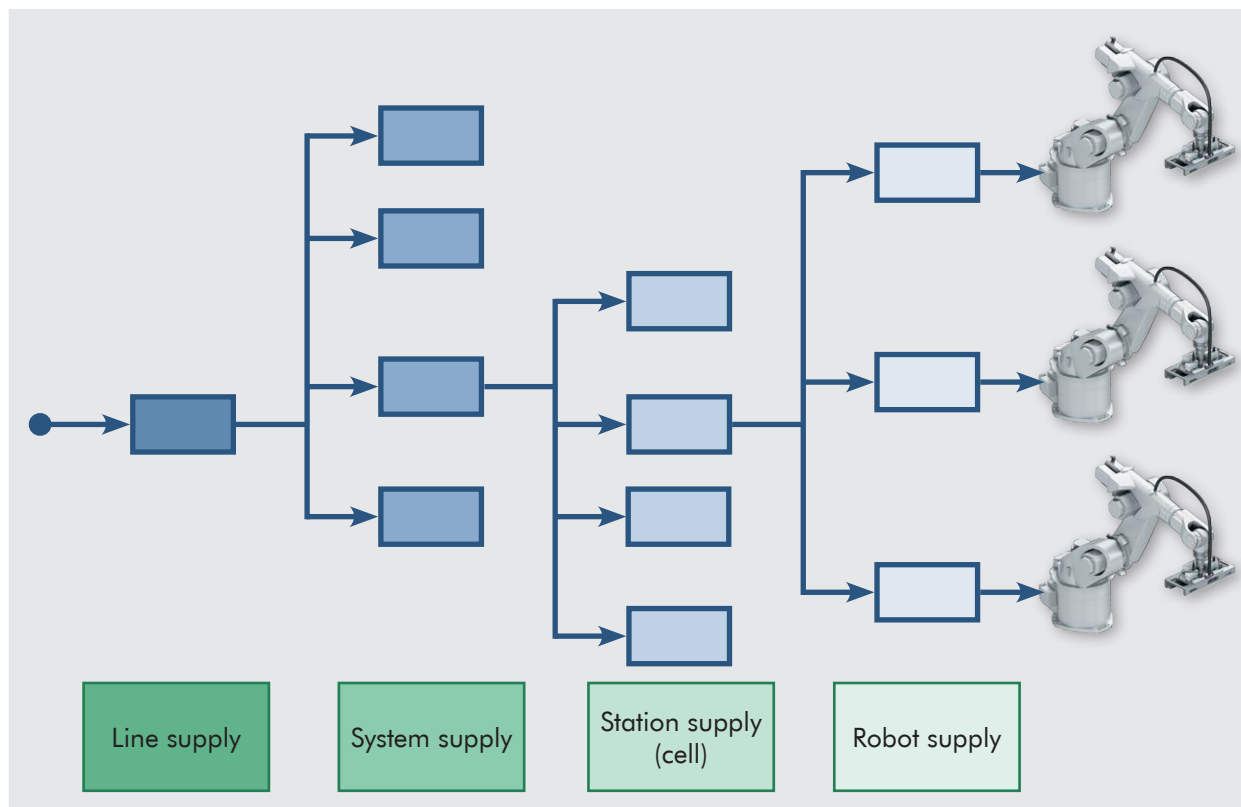 Line supply
System supply
Station supply
(cell)
Robot supply